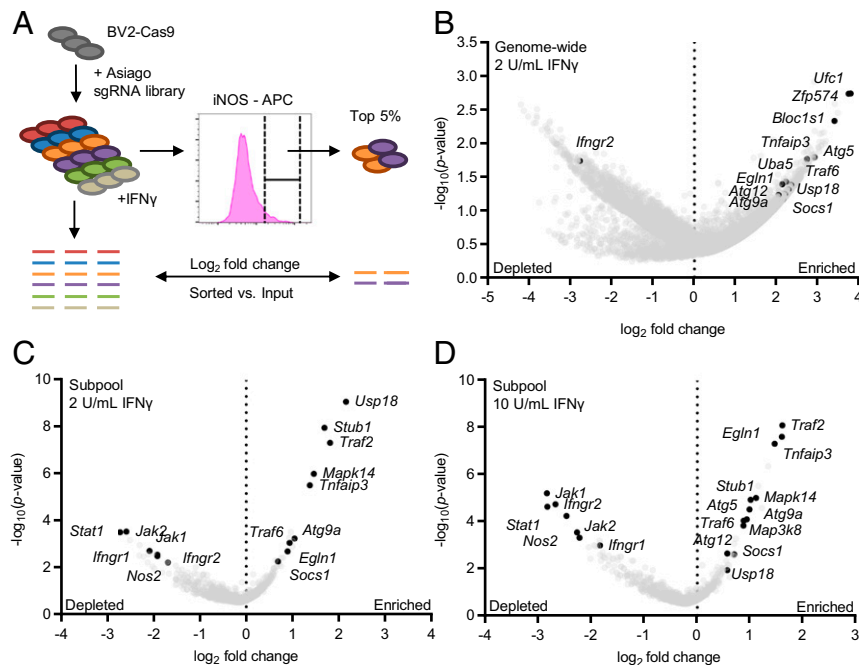 A
BV2-Cas9
+ Asiago
sgRNA library
iNOS - APC
Top 5%
+IFNγ
Log2 fold change
Sorted vs. Input
B
Genome-wide
2 U/mL IFNγ
3.5
3.0
2.5
2.0
1.5
1.0
0.5
0.0
-log10(p-value)
Ufc1
Zfp574
Bloc1s1
Tnfaip3
Atg5
Uba5
Traf6
Egln1
Usp18
Atg12
Atg9a
Socs1
Ifngr2
Depleted
Enriched
-5 -4 -3 -2 -1 0 1 2 3 4
log2 fold change
C
Subpool
2 U/mL IFNγ
10
8
6
4
2
0
-log10(p-value)
Usp18
Stub1
Traf2
Mapk14
Tnfaip3
Traf6
Atg9a
Egln1
Socs1
Stat1
Jak2
Jak1
Ifngr1
Ifngr2
Nos2
Depleted
Enriched
-4 -3 -2 -1 0 1 2 3 4
log2 fold change
D
Subpool
10 U/mL IFNγ
10
8
6
4
2
0
-log10(p-value)
Egln1
Traf2
Tnfaip3
Stub1
Mapk14
Atg5
Atg9a
Traf6
Map3k8
Atg12
Socs1
Usp18
Jak1
Ifngr2
Stat1
Jak2
Nos2
Ifngr1
Depleted
Enriched
-4 -3 -2 -1 0 1 2 3
log2 fold change